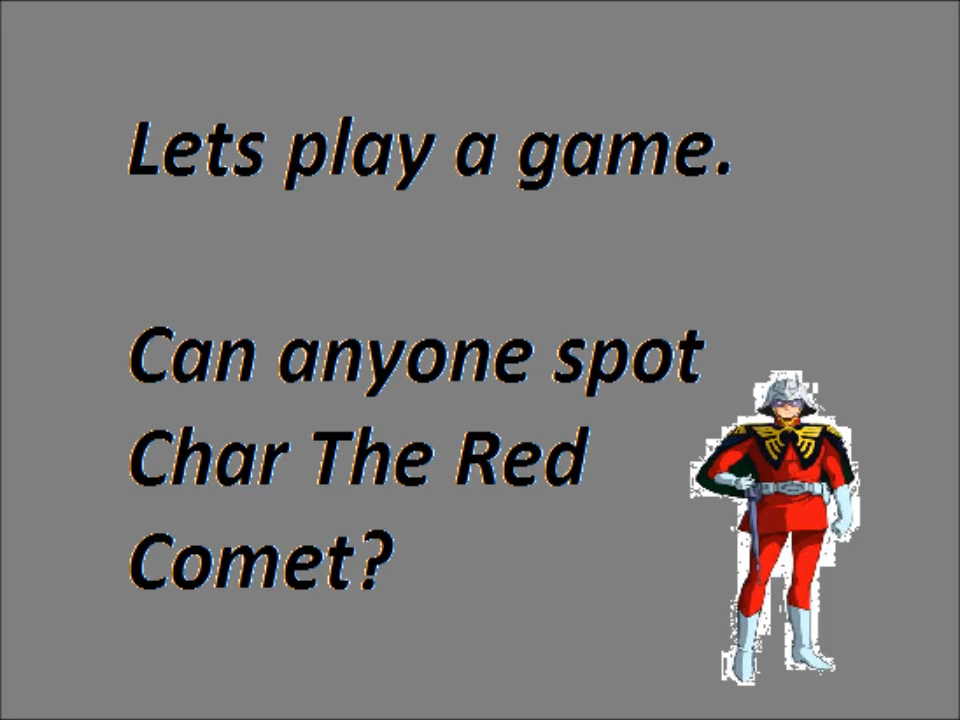 Lets play a game.
Can anyone spot
Char The Red
Comet?